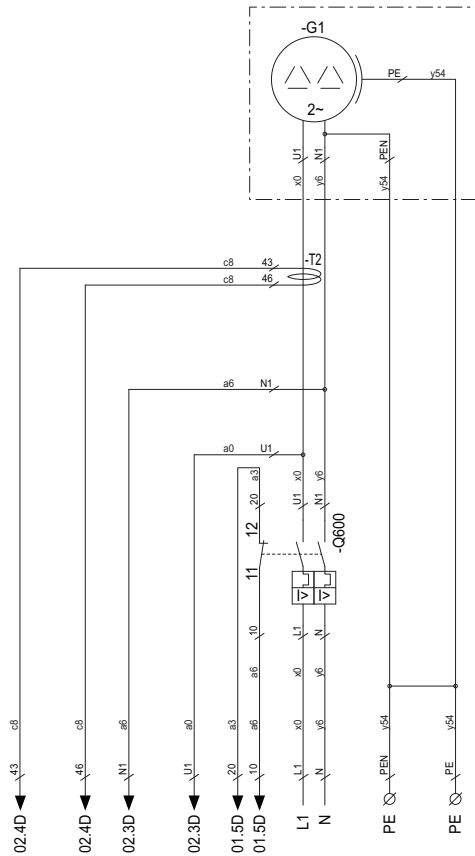 -G1
2~
PE
y54
U1
N1
PEN
x0
y6
y54
-T2
c8
43
c8
46
a6
N1
a0
U1
a3
20
12
11
x0
y6
U1
N1
-Q600
I>
I>
10
L1
N
a6
x0
y6
c8
c8
a6
a0
a3
a6
x0
y6
y54
y54
43
46
N1
U1
20
10
L1
N
PEN
PE
02.4D
02.4D
02.3D
02.3D
01.5D
01.5D
L1
N
PE
PE